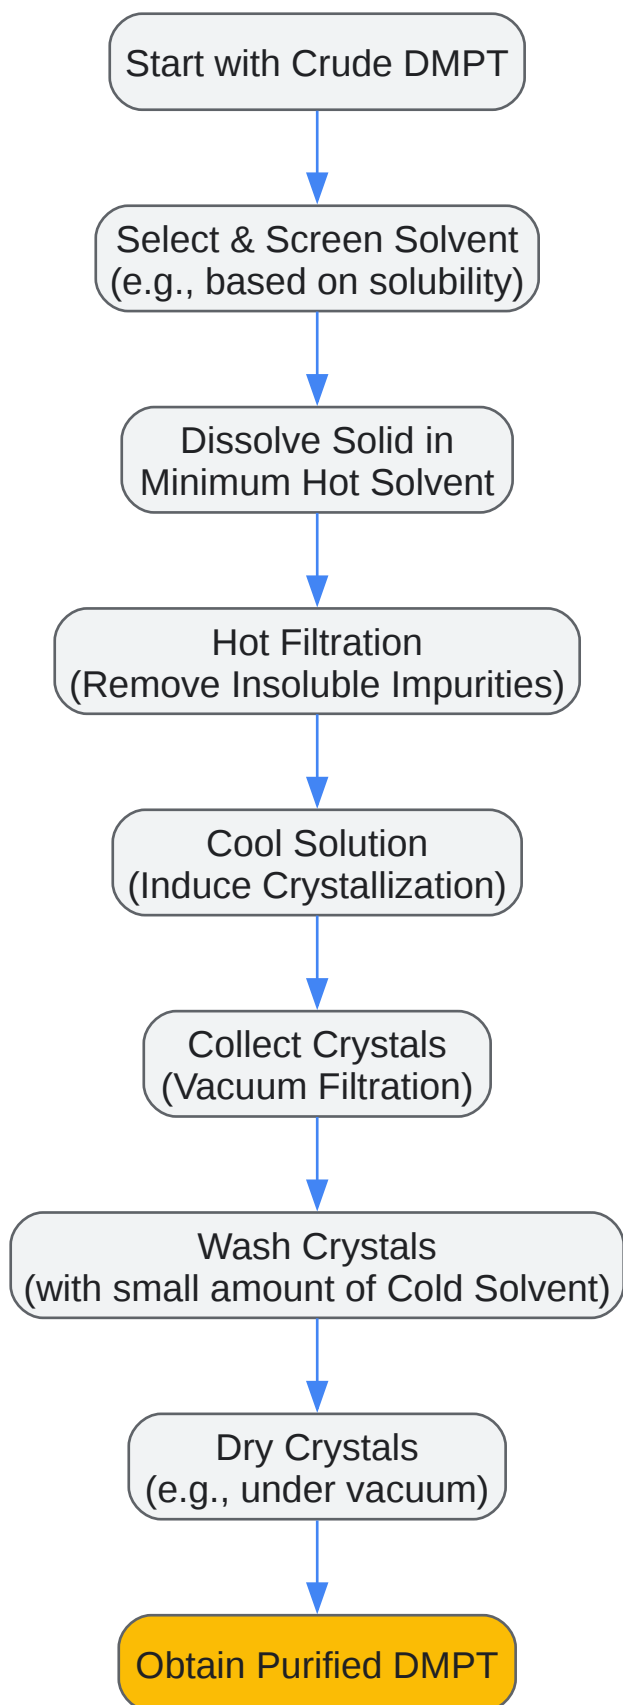 Start with Crude DMPT
Select & Screen Solvent
(e.g., based on solubility)
Dissolve Solid in
Minimum Hot Solvent
Hot Filtration
(Remove Insoluble Impurities)
Cool Solution
(Induce Crystallization)
Collect Crystals
(Vacuum Filtration)
Wash Crystals
(with small amount of Cold Solvent)
Dry Crystals
(e.g., under vacuum)
Obtain Purified DMPT